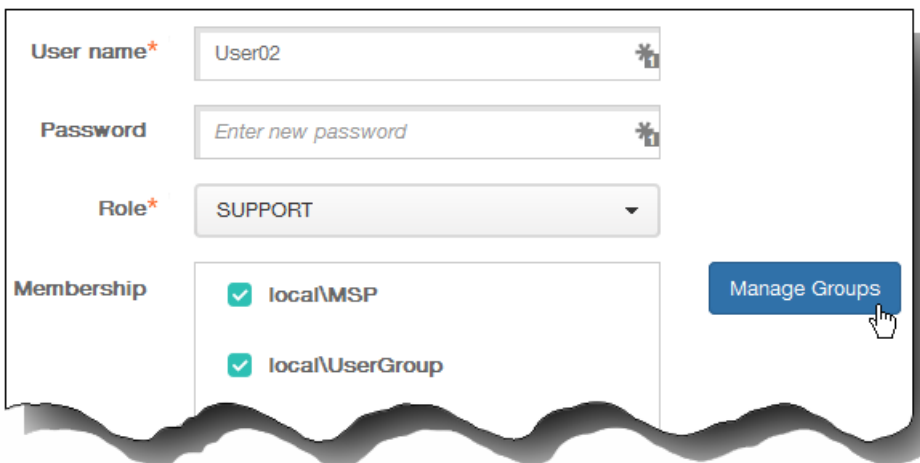 User name* User02
Password Enter new password
Role* SUPPORT
Membership local\MSP Manage Groups
local\UserGroup